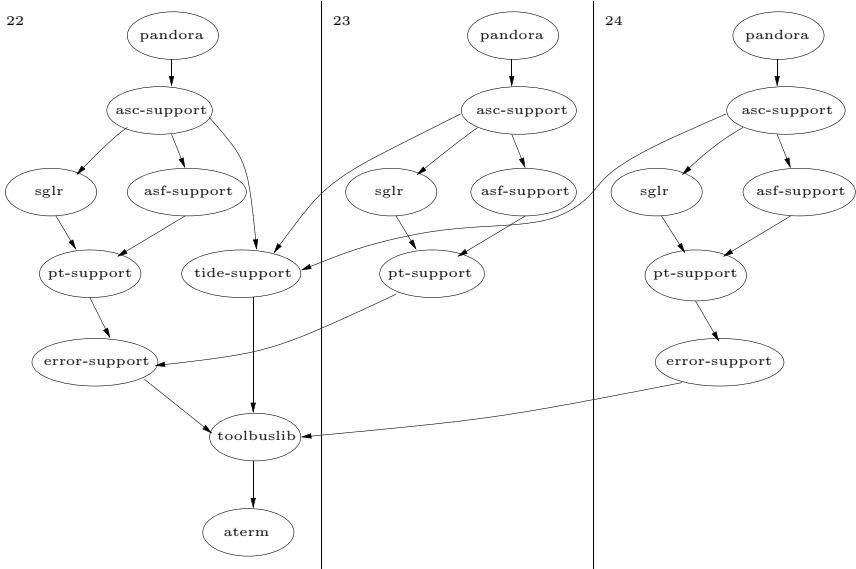 22
pandora
asc-support
sglr
asf-support
pt-support
tide-support
error-support
toolbuslib
aterm
23
pandora
asc-support
sglr
asf-support
pt-support
24
pandora
asc-support
sglr
asf-support
pt-support
error-support